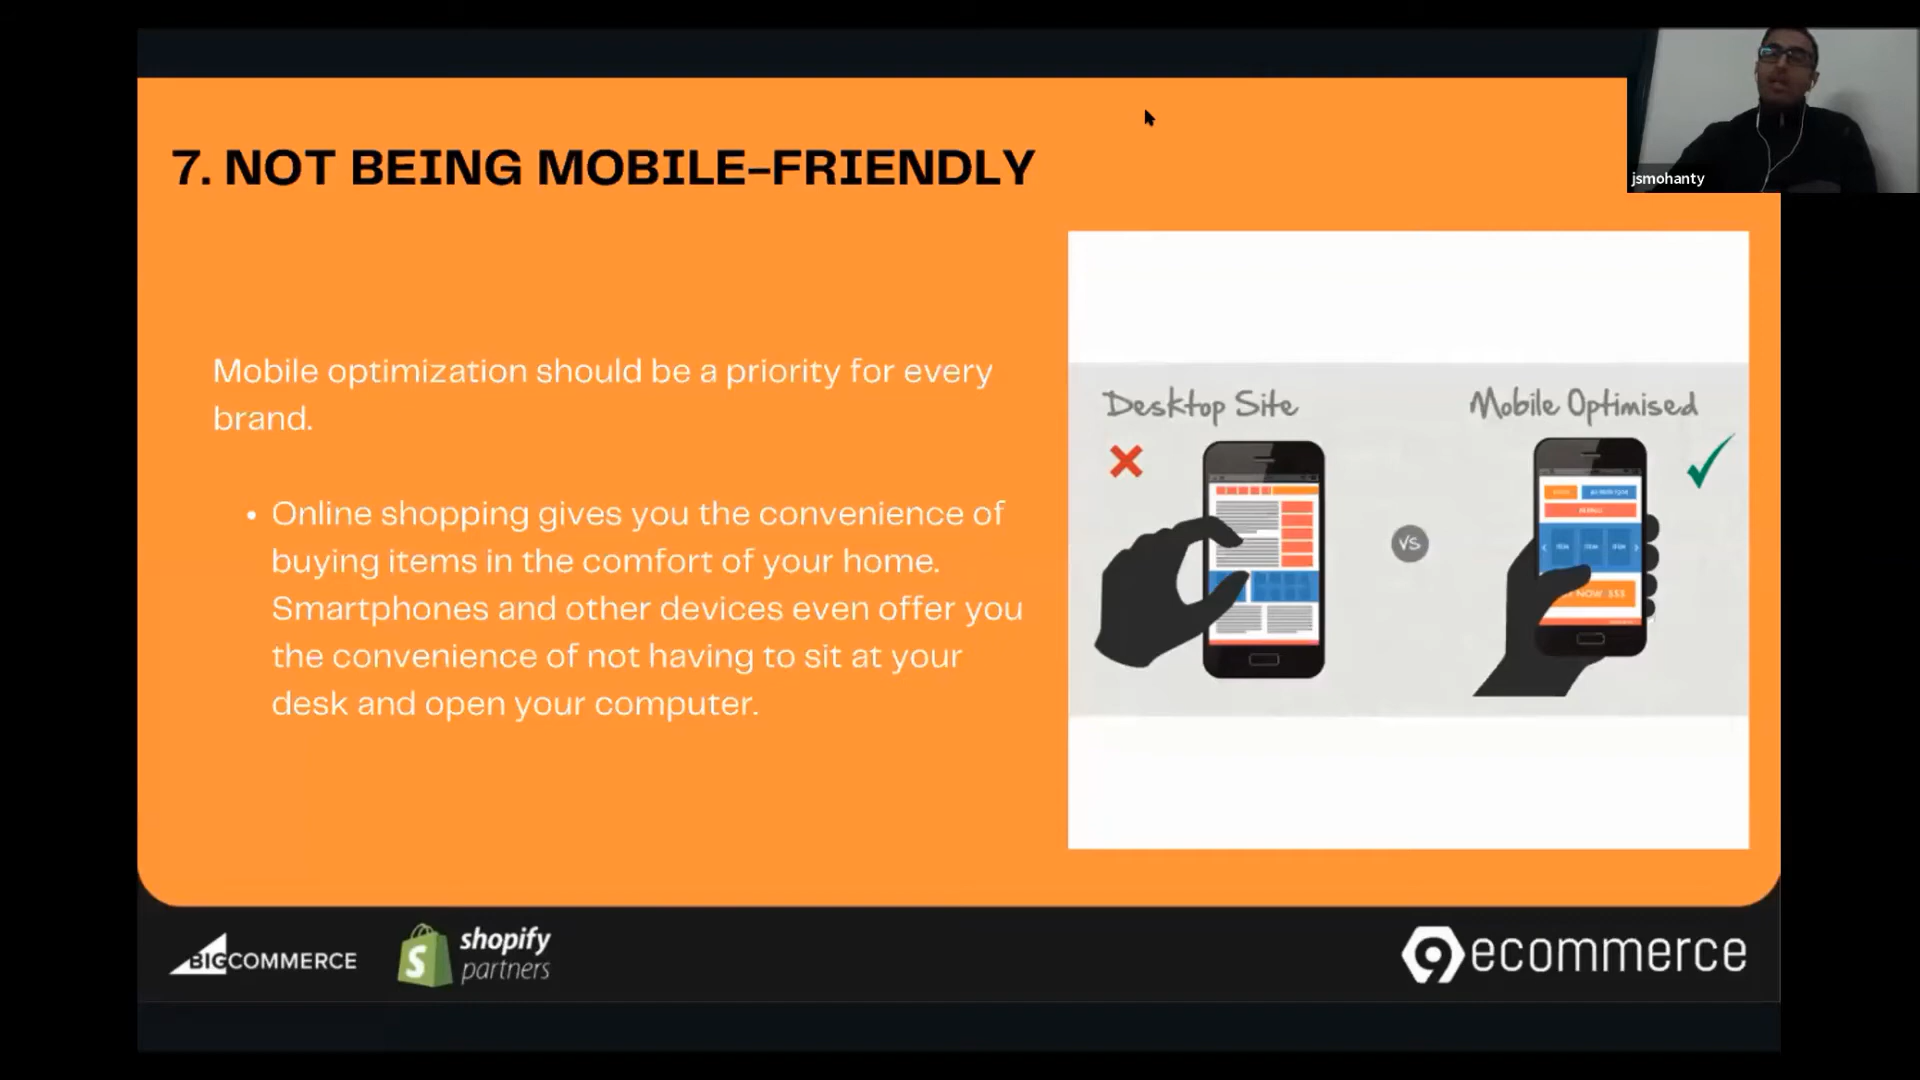 jsmohanty
7. NOT BEING MOBILE-FRIENDLY
Mobile optimization should be a priority for every
brand.
• Online shopping gives you the convenience of
buying items in the comfort of your home.
Smartphones and other devices even offer you
the convenience of not having to sit at your
desk and open your computer.
Desktop Site
VS
Mobile Optimised
NOW $$$
BIGCOMMERCE
shopify
partners
9ecommerce